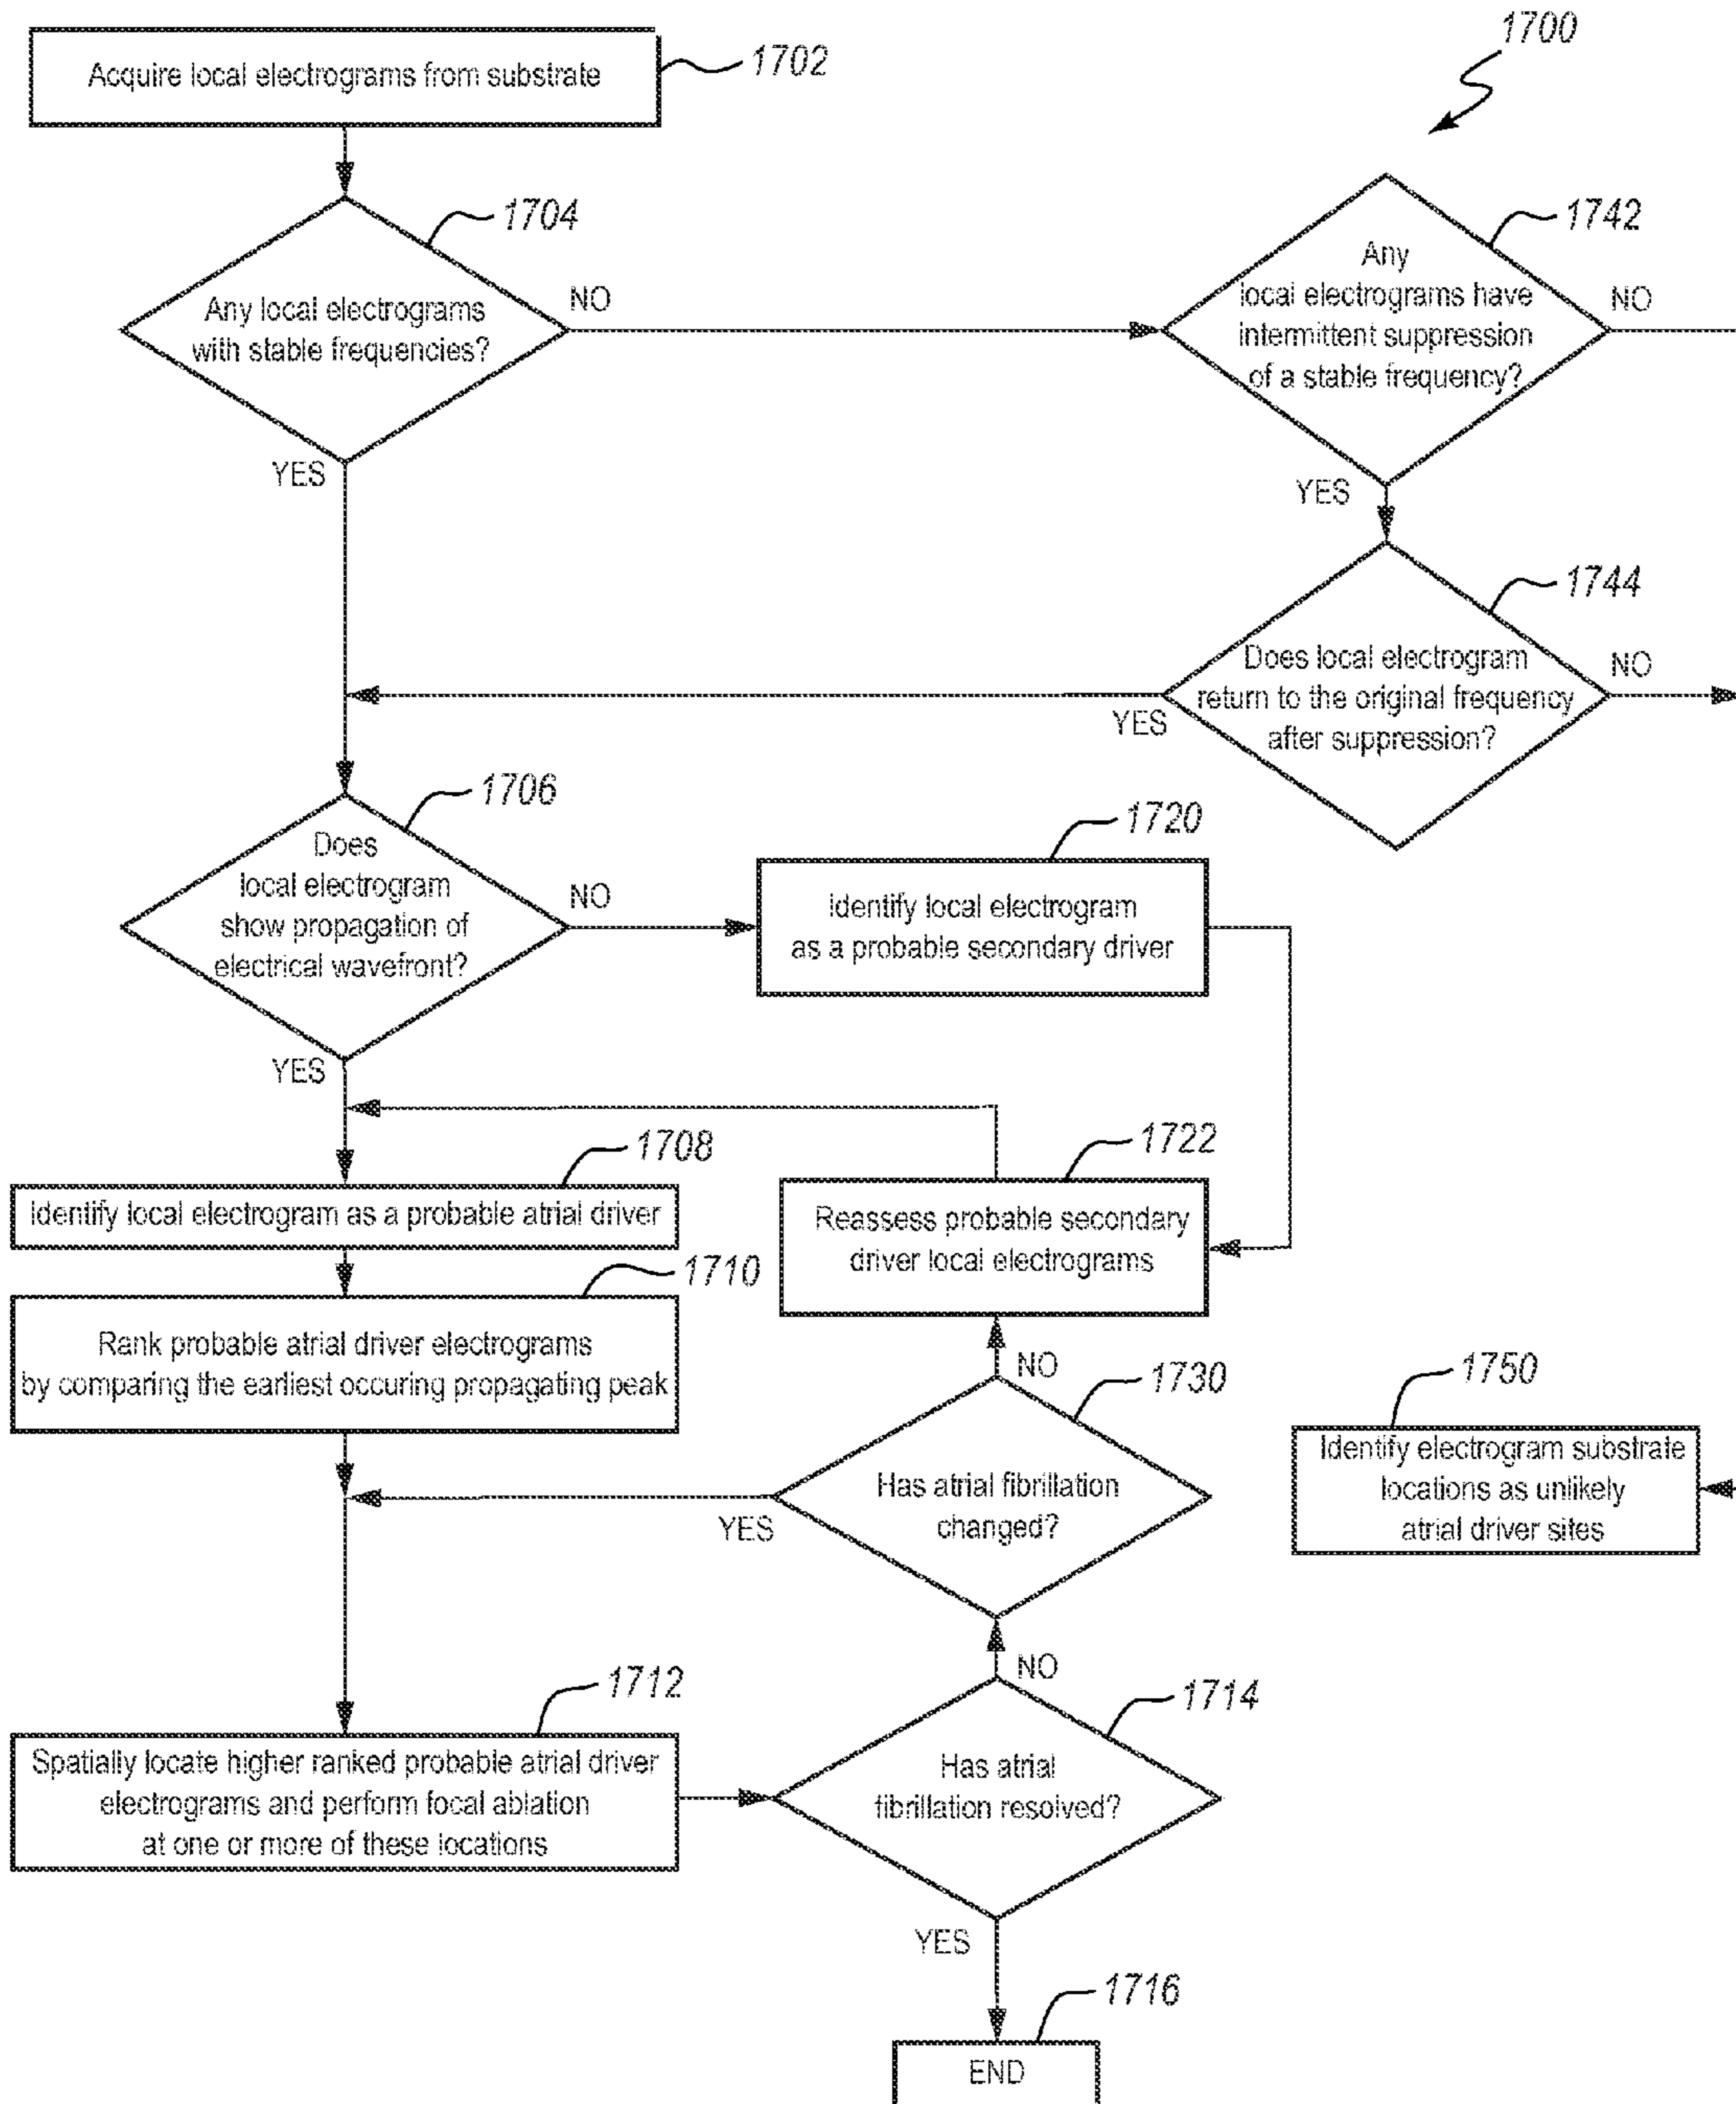 1700
Acquire local electrograms from substrate
1702
1704
Any local electrograms
with stable frequencies?
NO
YES
1742
Any
local electrograms have
intermittent suppression
of a stable frequency?
NO
YES
1744
Does local electrogram
return to the original frequency
after suppression?
NO
YES
1706
Does
local electrogram
show propagation of
electrical wavefront?
NO
YES
1720
Identify local electrogram
as a probable secondary driver
1708
Identify local electrogram as a probable atrial driver
1722
Reassess probable secondary
driver local electrograms
1710
Rank probable atrial driver electrograms
by comparing the earliest occuring propagating peak
NO
1730
Has atrial fibrillation
changed?
YES
1750
Identify electrogram substrate
locations as unlikely
atrial driver sites
1712
Spatially locate higher ranked probable atrial driver
electrograms and perform focal ablation
at one or more of these locations
NO
1714
Has atrial
fibrillation resolved?
YES
1716
END